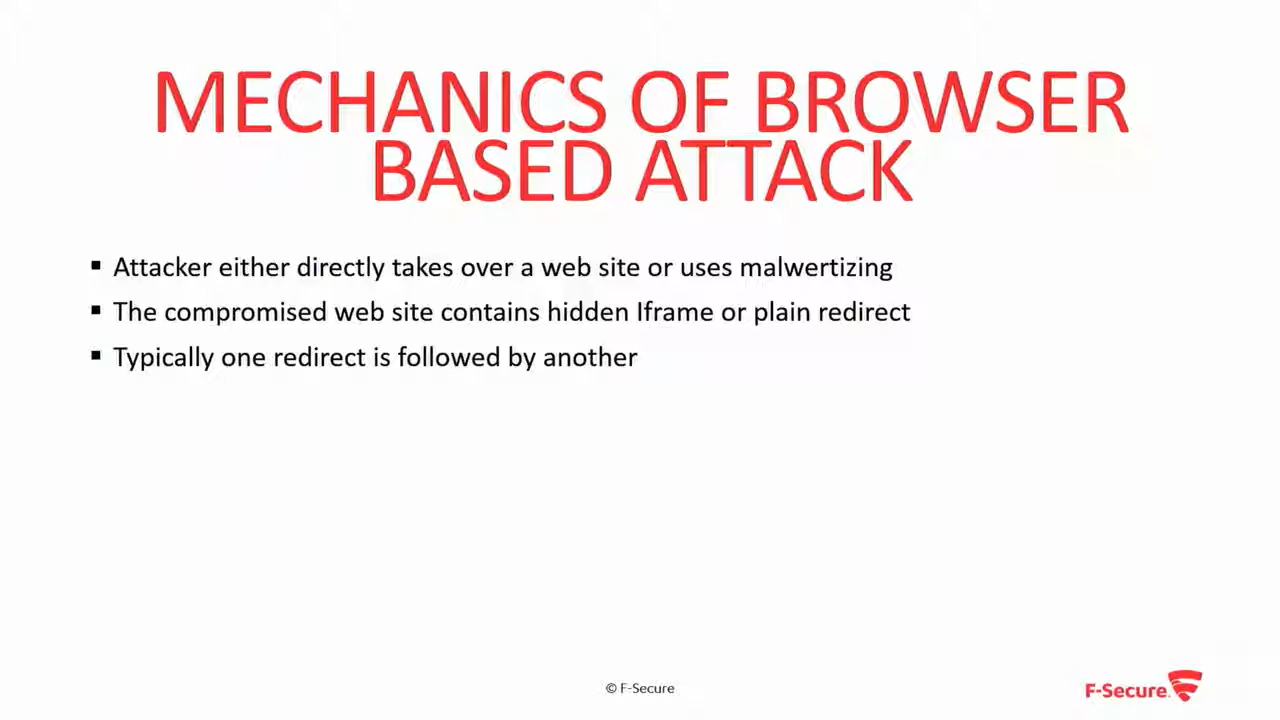 MECHANICS OF BROWSER
BASED ATTACK
▪ Attacker either directly takes over a web site or uses malwertizing
▪ The compromised web site contains hidden Iframe or plain redirect
▪ Typically one redirect is followed by another
© F-Secure
F-Secure.